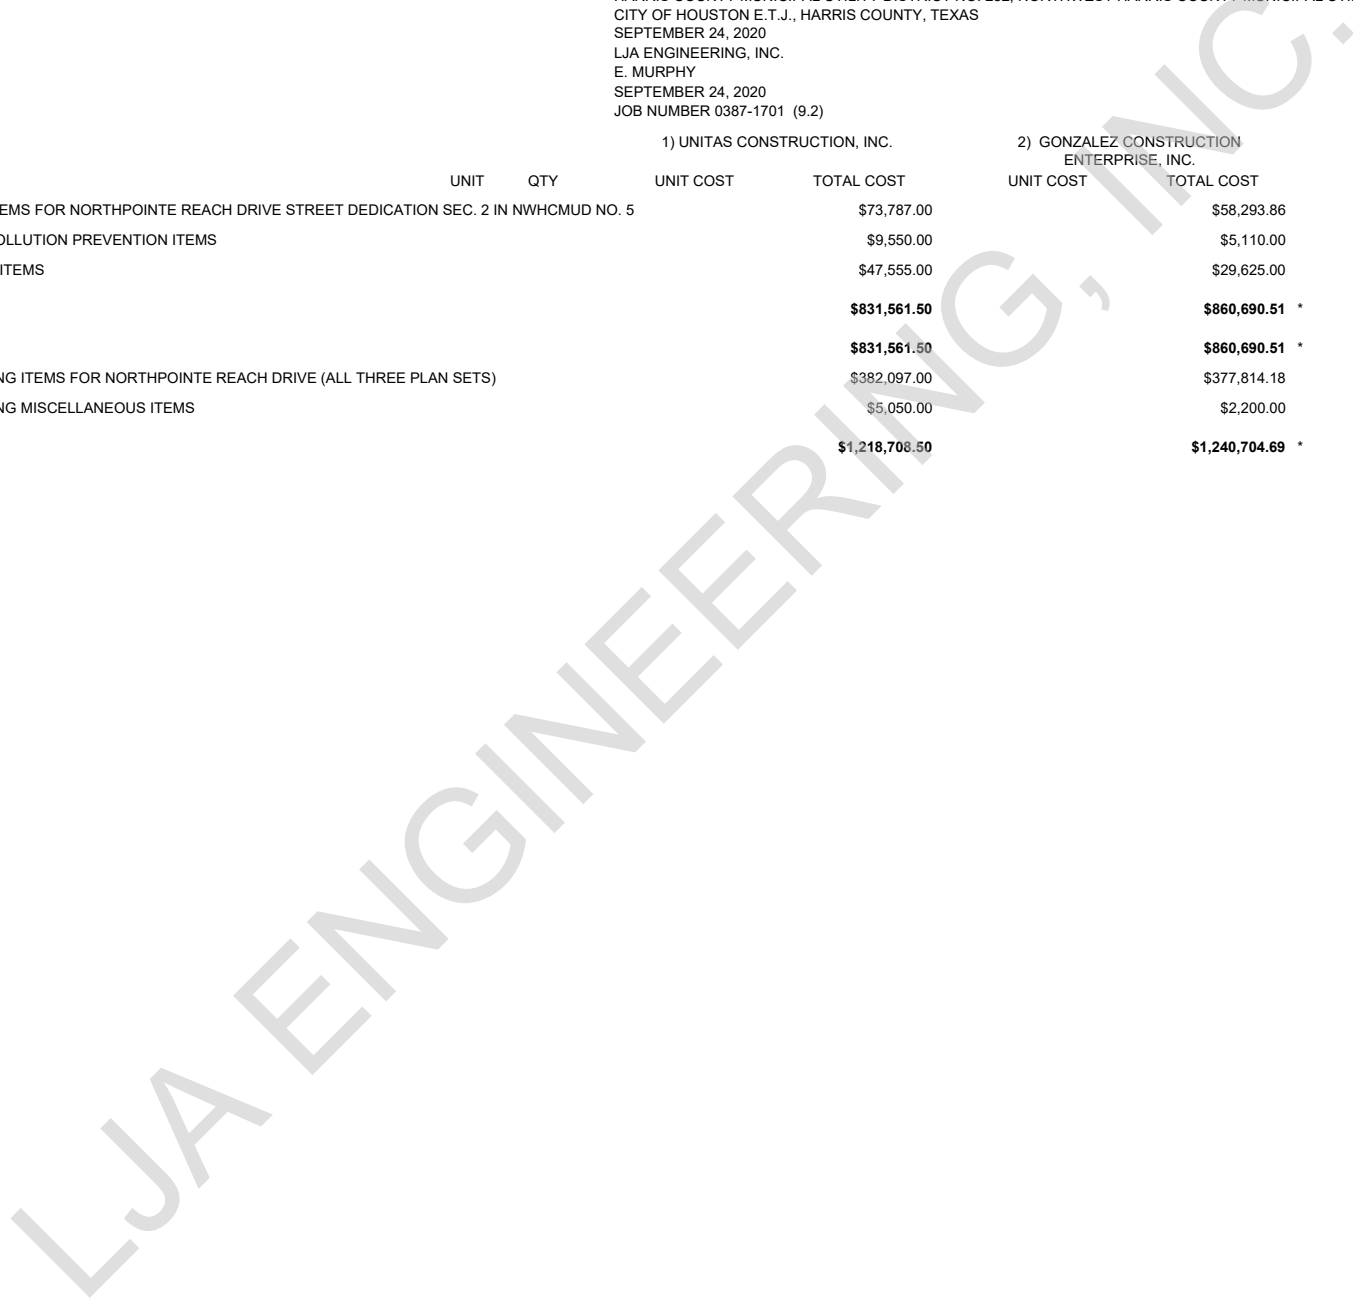 CITY OF HOUSTON E.T.J., HARRIS COUNTY, TEXAS
SEPTEMBER 24, 2020
LJA ENGINEERING, INC.
E. MURPHY
SEPTEMBER 24, 2020
JOB NUMBER 0387-1701 (9.2)
1) UNITAS CONSTRUCTION, INC. 2) GONZALEZ CONSTRUCTION
ENTERPRISE, INC.
UNIT QTY UNIT COST TOTAL COST UNIT COST TOTAL COST
EMS FOR NORTHPOINTE REACH DRIVE STREET DEDICATION SEC. 2 IN NWHCMUD NO. 5 $73,787.00 $58,293.86
OLLUTION PREVENTION ITEMS $9,550.00 $5,110.00
ITEMS $47,555.00 $29,625.00
$831,561.50 $860,690.51 *
$831,561.50 $860,690.51 *
NG ITEMS FOR NORTHPOINTE REACH DRIVE (ALL THREE PLAN SETS) $382,097.00 $377,814.18
NG MISCELLANEOUS ITEMS $5,050.00 $2,200.00
$1,218,708.50 $1,240,704.69 *
LJA ENGINEERING, INC.